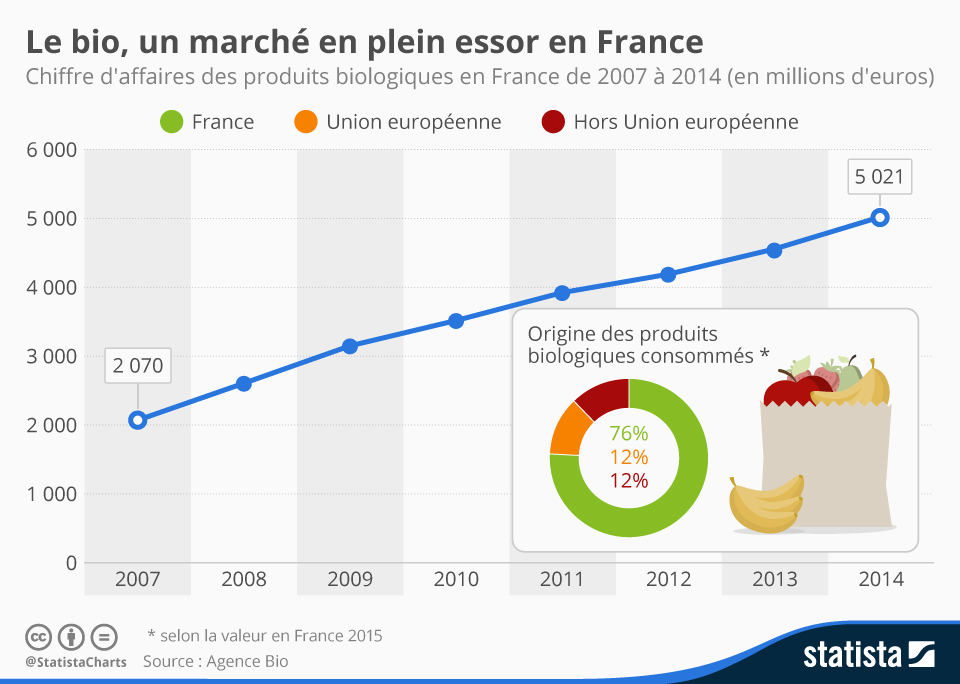 Le bio, un marché en plein essor en France
Chiffre d'affaires des produits biologiques en France de 2007 à 2014 (en millions d'euros)
France
Union européenne
Hors Union européenne
6 000
5 000
4 000
3 000
2 000
1 000
0
2 070
5 021
Origine des produits
biologiques consommés *
76%
12%
12%
2007
2008
2009
2010
2011
2012
2013
2014
cc
* selon la valeur en France 2015
@StatistaCharts
Source : Agence Bio
statista